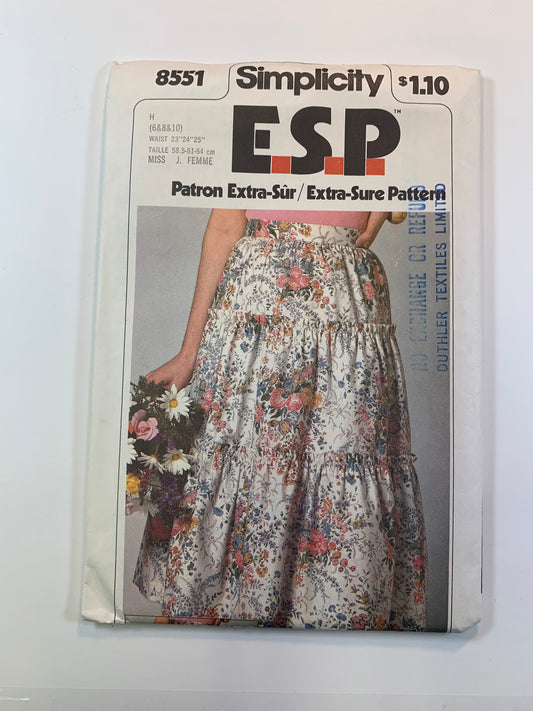 8551 Simplicity $1.10
H
(6&8&10)
WAIST 23"24"25"
TAILLE 58.5-61-64 cm
MISS J. FEMME
E.S.P.™
Patron Extra-Sûr/Extra-Sure Pattern
NO EXCHANGE OR REFUND
DUTHLER TEXTILES LIMITED